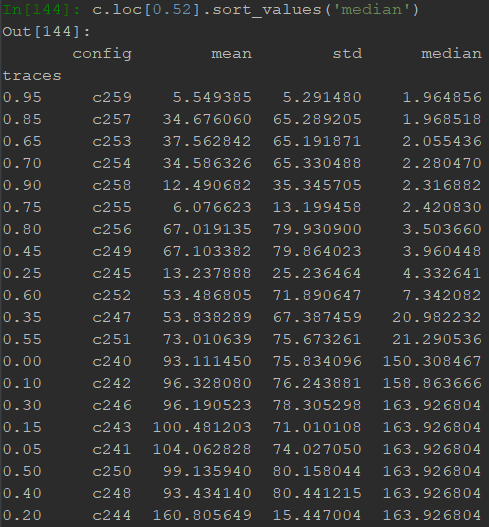 In[144]: c.loc[0.52].sort_values('median')
Out[144]:
config mean std median
traces
0.95 c259 5.549385 5.291480 1.964856
0.85 c257 34.676060 65.289205 1.968518
0.65 c253 37.562842 65.191871 2.055436
0.70 c254 34.586326 65.330488 2.280470
0.90 c258 12.490682 35.345705 2.316882
0.75 c255 6.076623 13.199458 2.420830
0.80 c256 67.019135 79.930900 3.503660
0.45 c249 67.103382 79.864023 3.960448
0.25 c245 13.237888 25.236464 4.332641
0.60 c252 53.486805 71.890647 7.342082
0.35 c247 53.838289 67.387459 20.982232
0.55 c251 73.010639 75.673261 21.290536
0.00 c240 93.111450 75.834096 150.308467
0.10 c242 96.328080 76.243881 158.863666
0.30 c246 96.190523 78.305298 163.926804
0.15 c243 100.481203 71.010108 163.926804
0.05 c241 104.062828 74.027050 163.926804
0.50 c250 99.135940 80.158044 163.926804
0.40 c248 93.434140 80.441215 163.926804
0.20 c244 160.805649 15.447004 163.926804